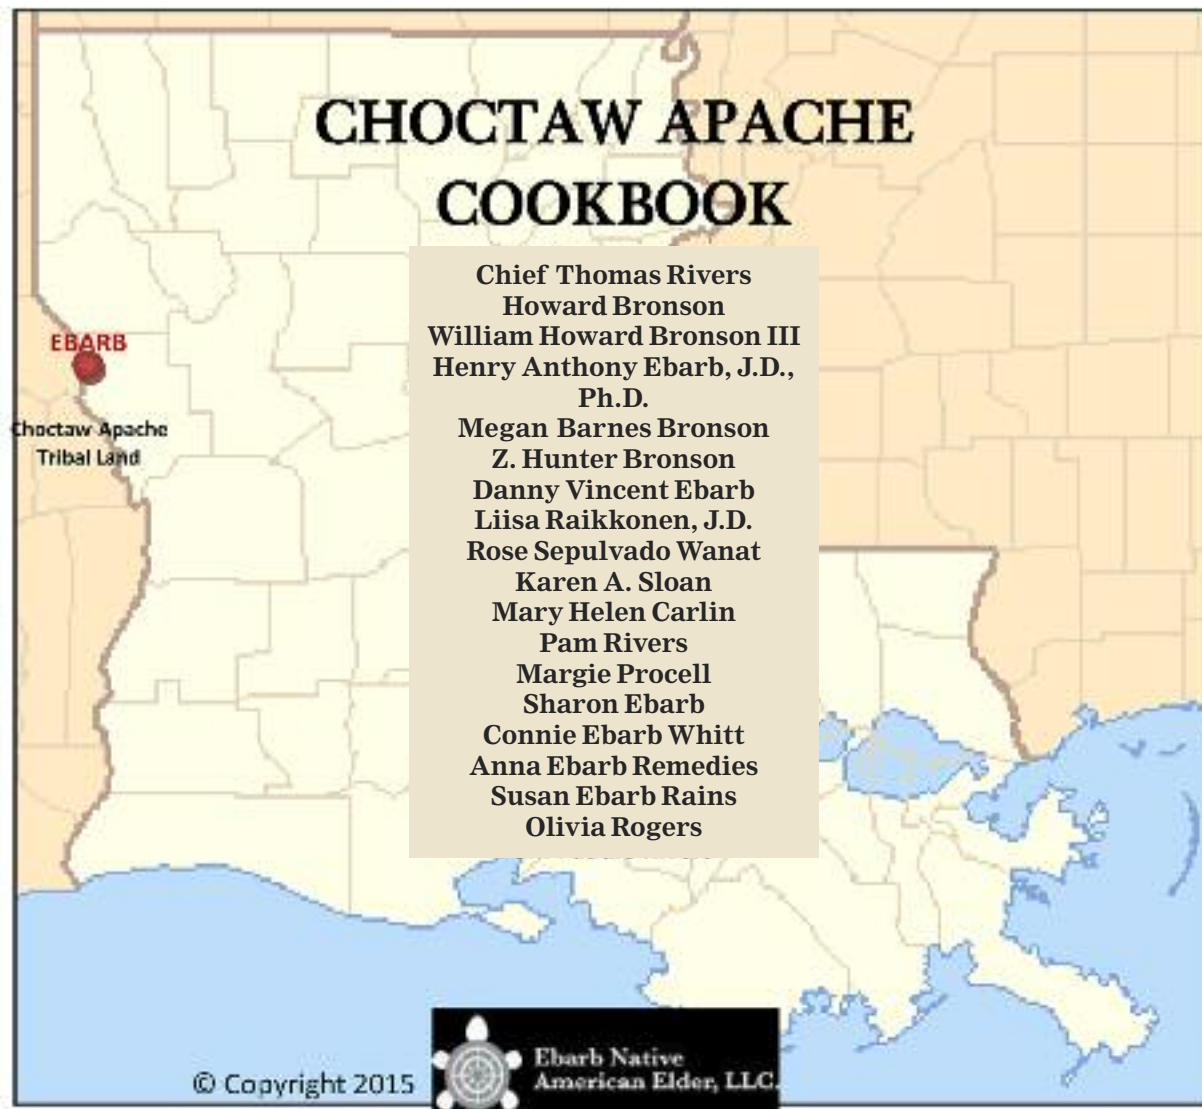 CHOCTAW APACHE
COOKBOOK
Chief Thomas Rivers
Howard Bronson
William Howard Bronson III
Henry Anthony Ebarb, J.D.,
Ph.D.
Megan Barnes Bronson
Z. Hunter Bronson
Danny Vincent Ebarb
Liisa Raikkonen, J.D.
Rose Sepulvado Wanat
Karen A. Sloan
Mary Helen Carlin
Pam Rivers
Margie Procell
Sharon Ebarb
Connie Ebarb Whitt
Anna Ebarb Remedies
Susan Ebarb Rains
Olivia Rogers
EBARB
Choctaw Apache
Tribal Land
© Copyright 2015
Ebarb Native
American Elder, LLC.